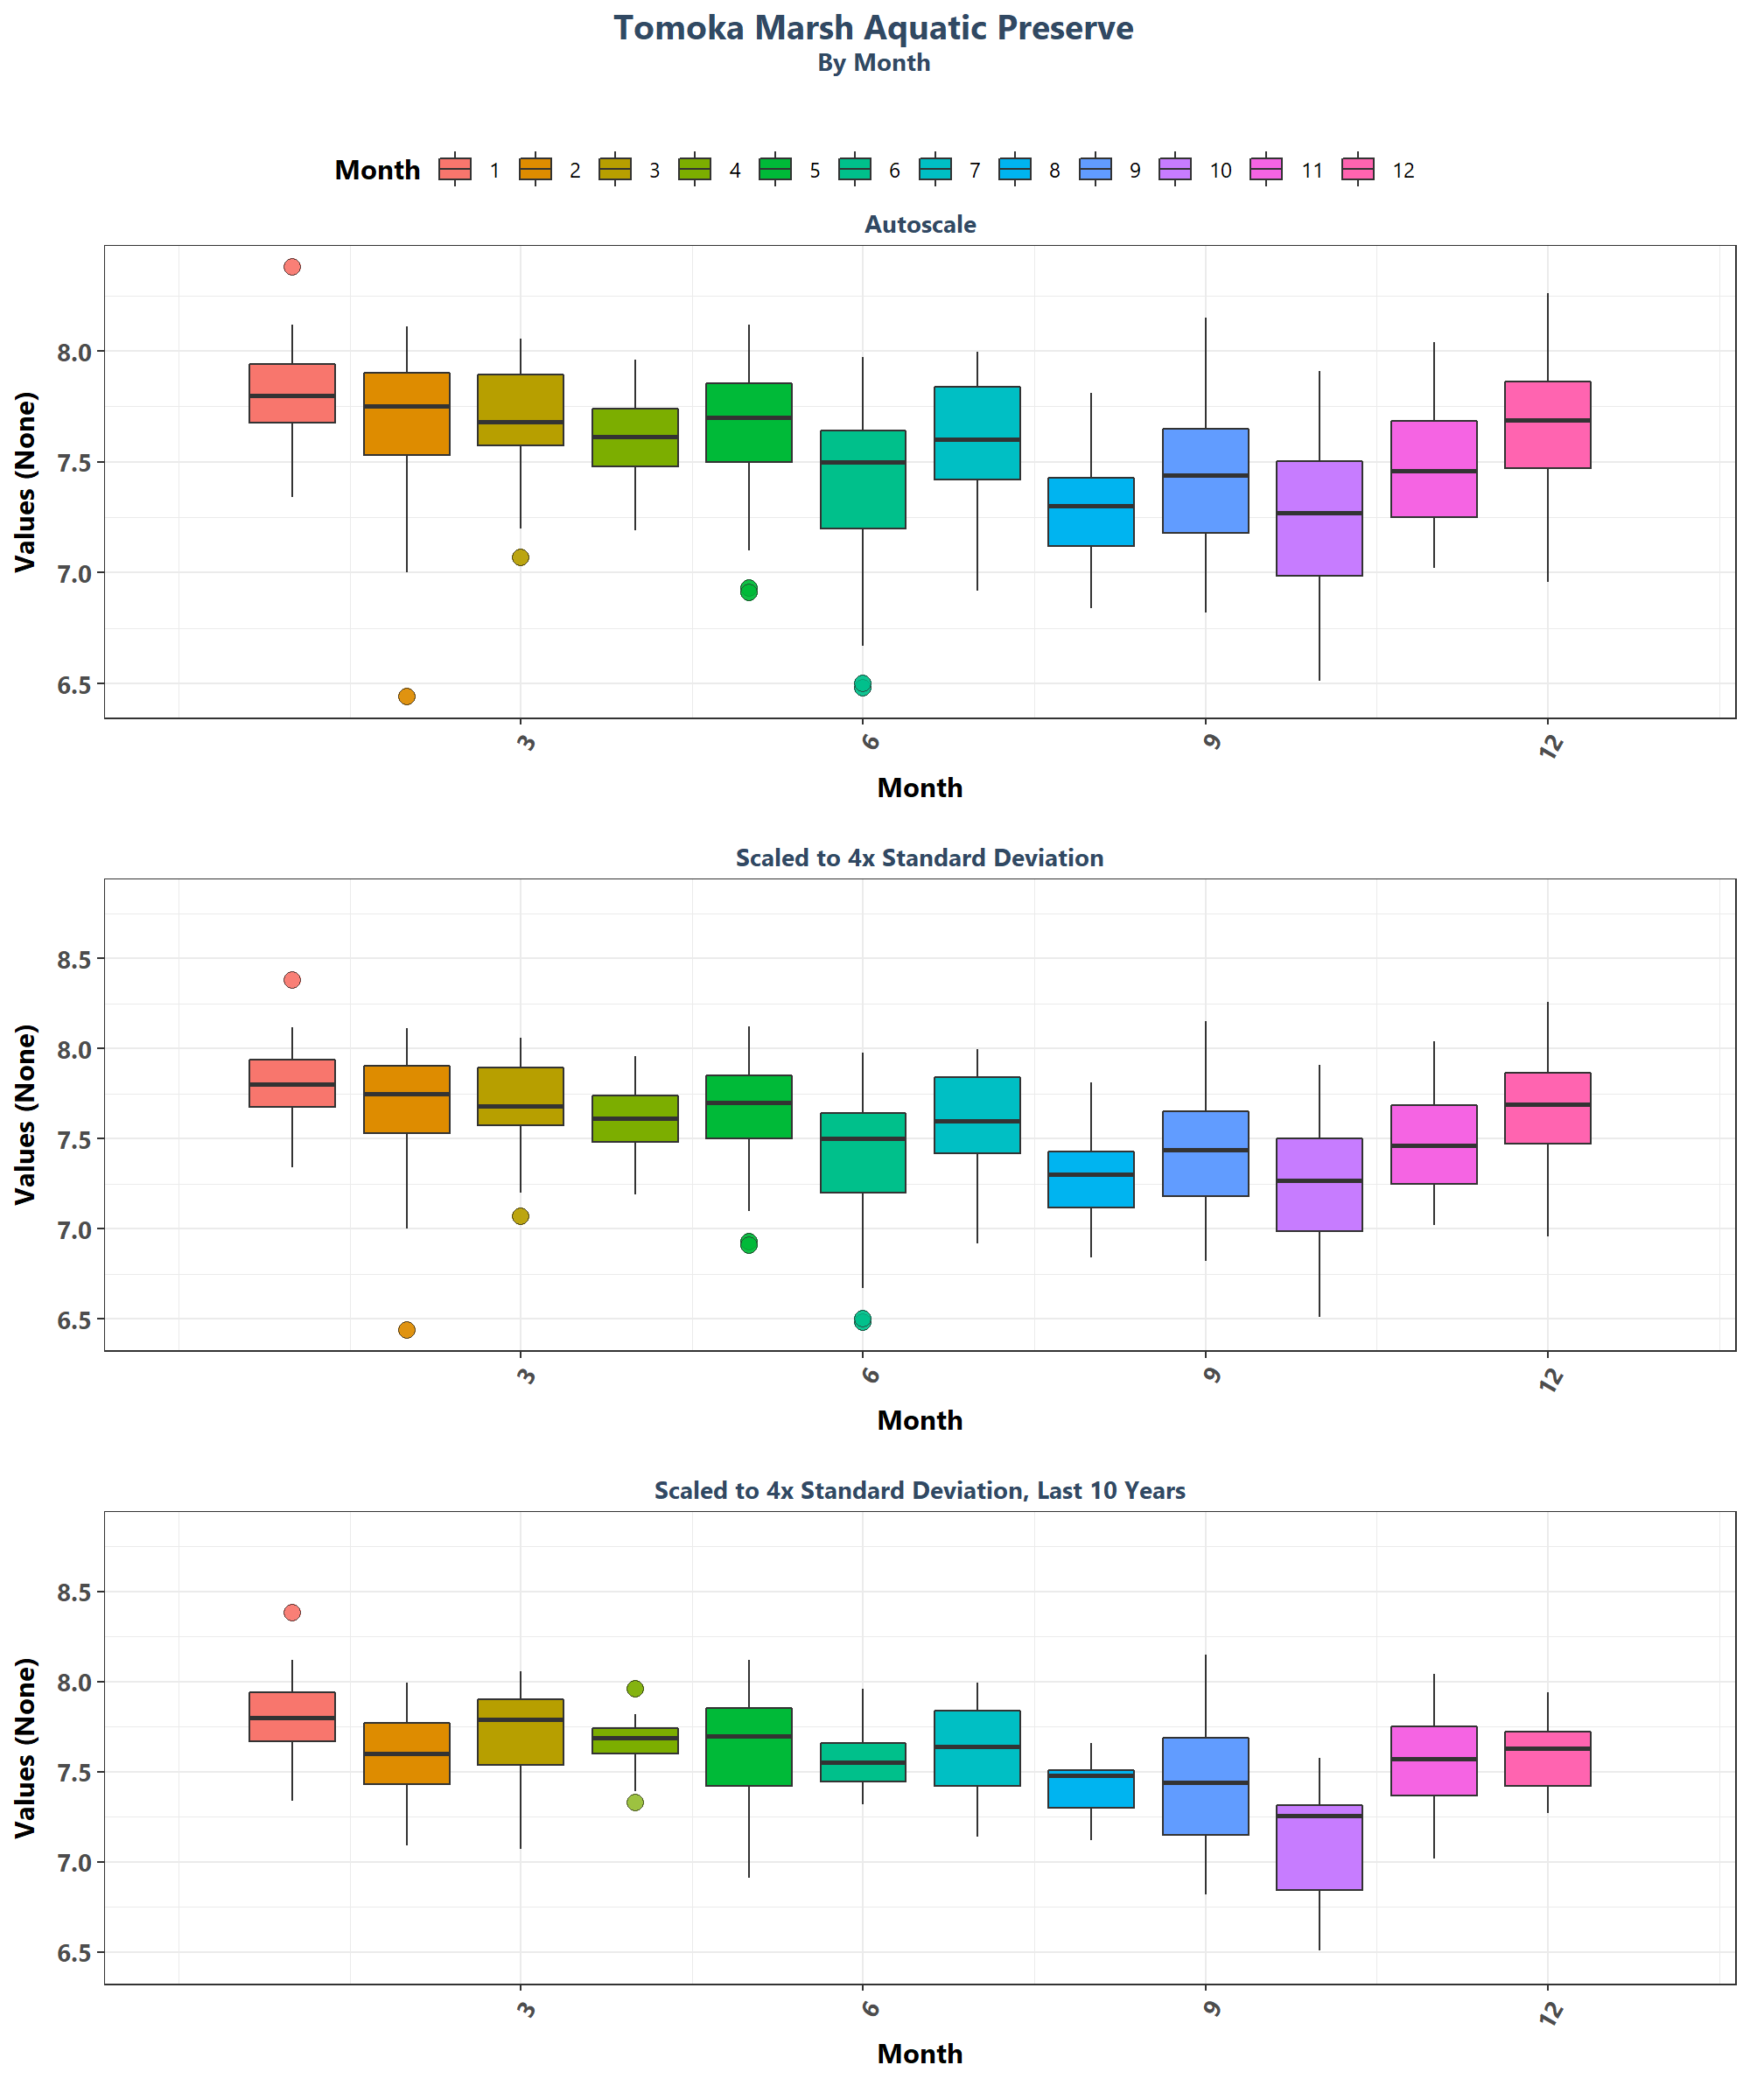 Tomoka Marsh Aquatic Preserve
By Month
Month 1 2 3 4 5 6 7 8 9 10 11 12
Autoscale
Values (None)
8.0
7.5
7.0
6.5
3 6 9 12
Month
Scaled to 4x Standard Deviation
Values (None)
8.5
8.0
7.5
7.0
6.5
3 6 9 12
Month
Scaled to 4x Standard Deviation, Last 10 Years
Values (None)
8.5
8.0
7.5
7.0
6.5
3 6 9 12
Month